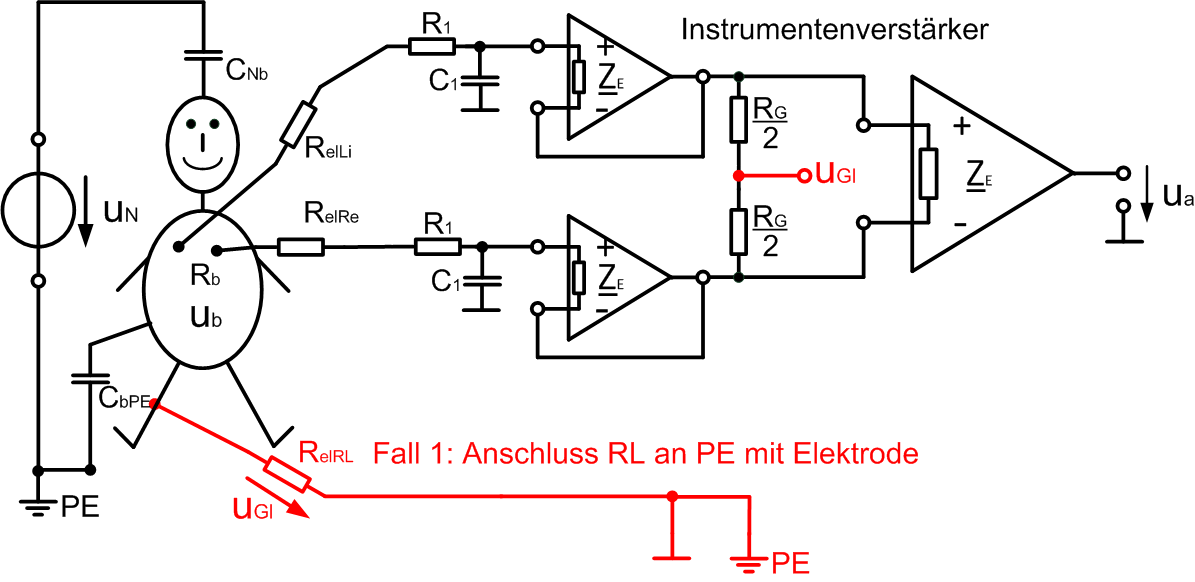 Instrumentenverstärker
R1
CNb
C1
ZE
+
-
RG
2
RelLi
uGl
+
ZE
-
ua
uN
RelRe
R1
RG
2
Rb
ub
C1
+
ZE
-
CbPE
RelRL
Fall 1: Anschluss RL an PE mit Elektrode
uGl
PE
PE